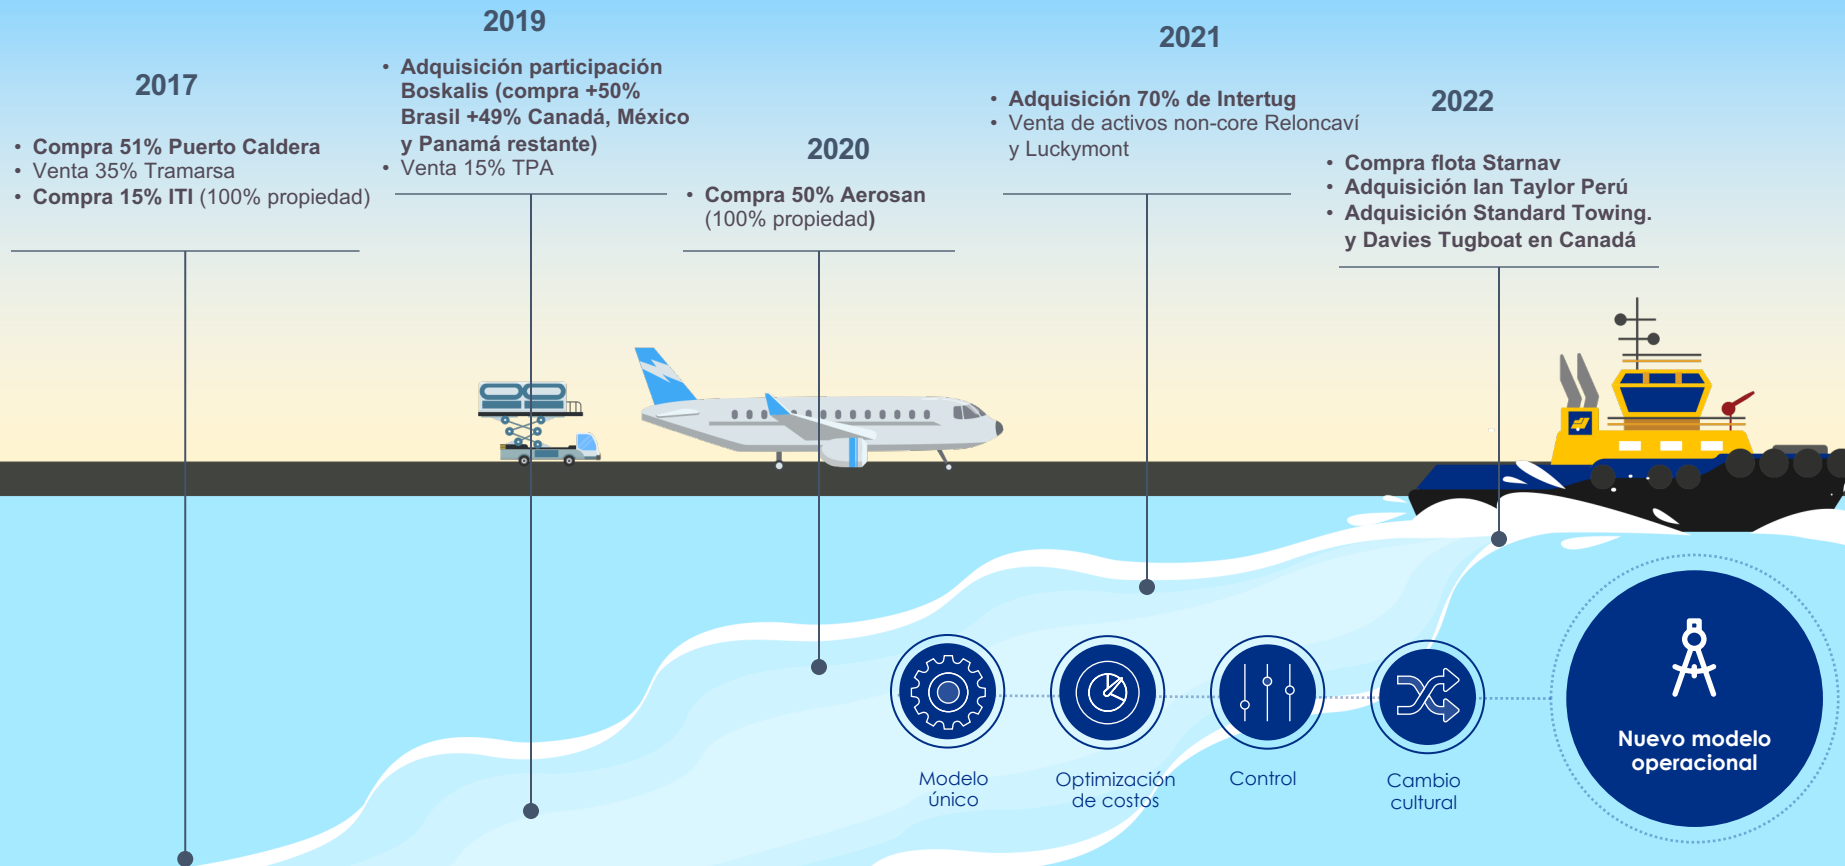 2017
• Compra 51% Puerto Caldera
• Venta 35% Tramarsa
• Compra 15% ITI (100% propiedad)
2019
• Adquisición participación
Boskalis (compra +50%
Brasil +49% Canadá, México
y Panamá restante)
• Venta 15% TPA
2020
• Compra 50% Aerosan
(100% propiedad)
2021
• Adquisición 70% de Intertug
• Venta de activos non-core Reloncaví
y Luckymont
2022
• Compra flota Starnav
• Adquisición Ian Taylor Perú
• Adquisición Standard Towing.
y Davies Tugboat en Canadá
Modelo
único
Optimización
de costos
Control
Cambio
cultural
Nuevo modelo
operacional